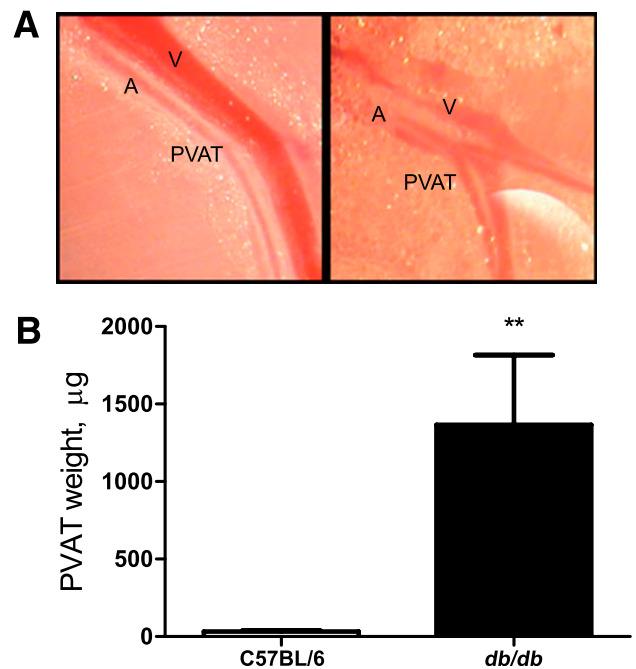 A
V
A
PVAT
V
A
PVAT
B
PVAT weight, μg
2000
1500
1000
500
0
**
C57BL/6
db/db